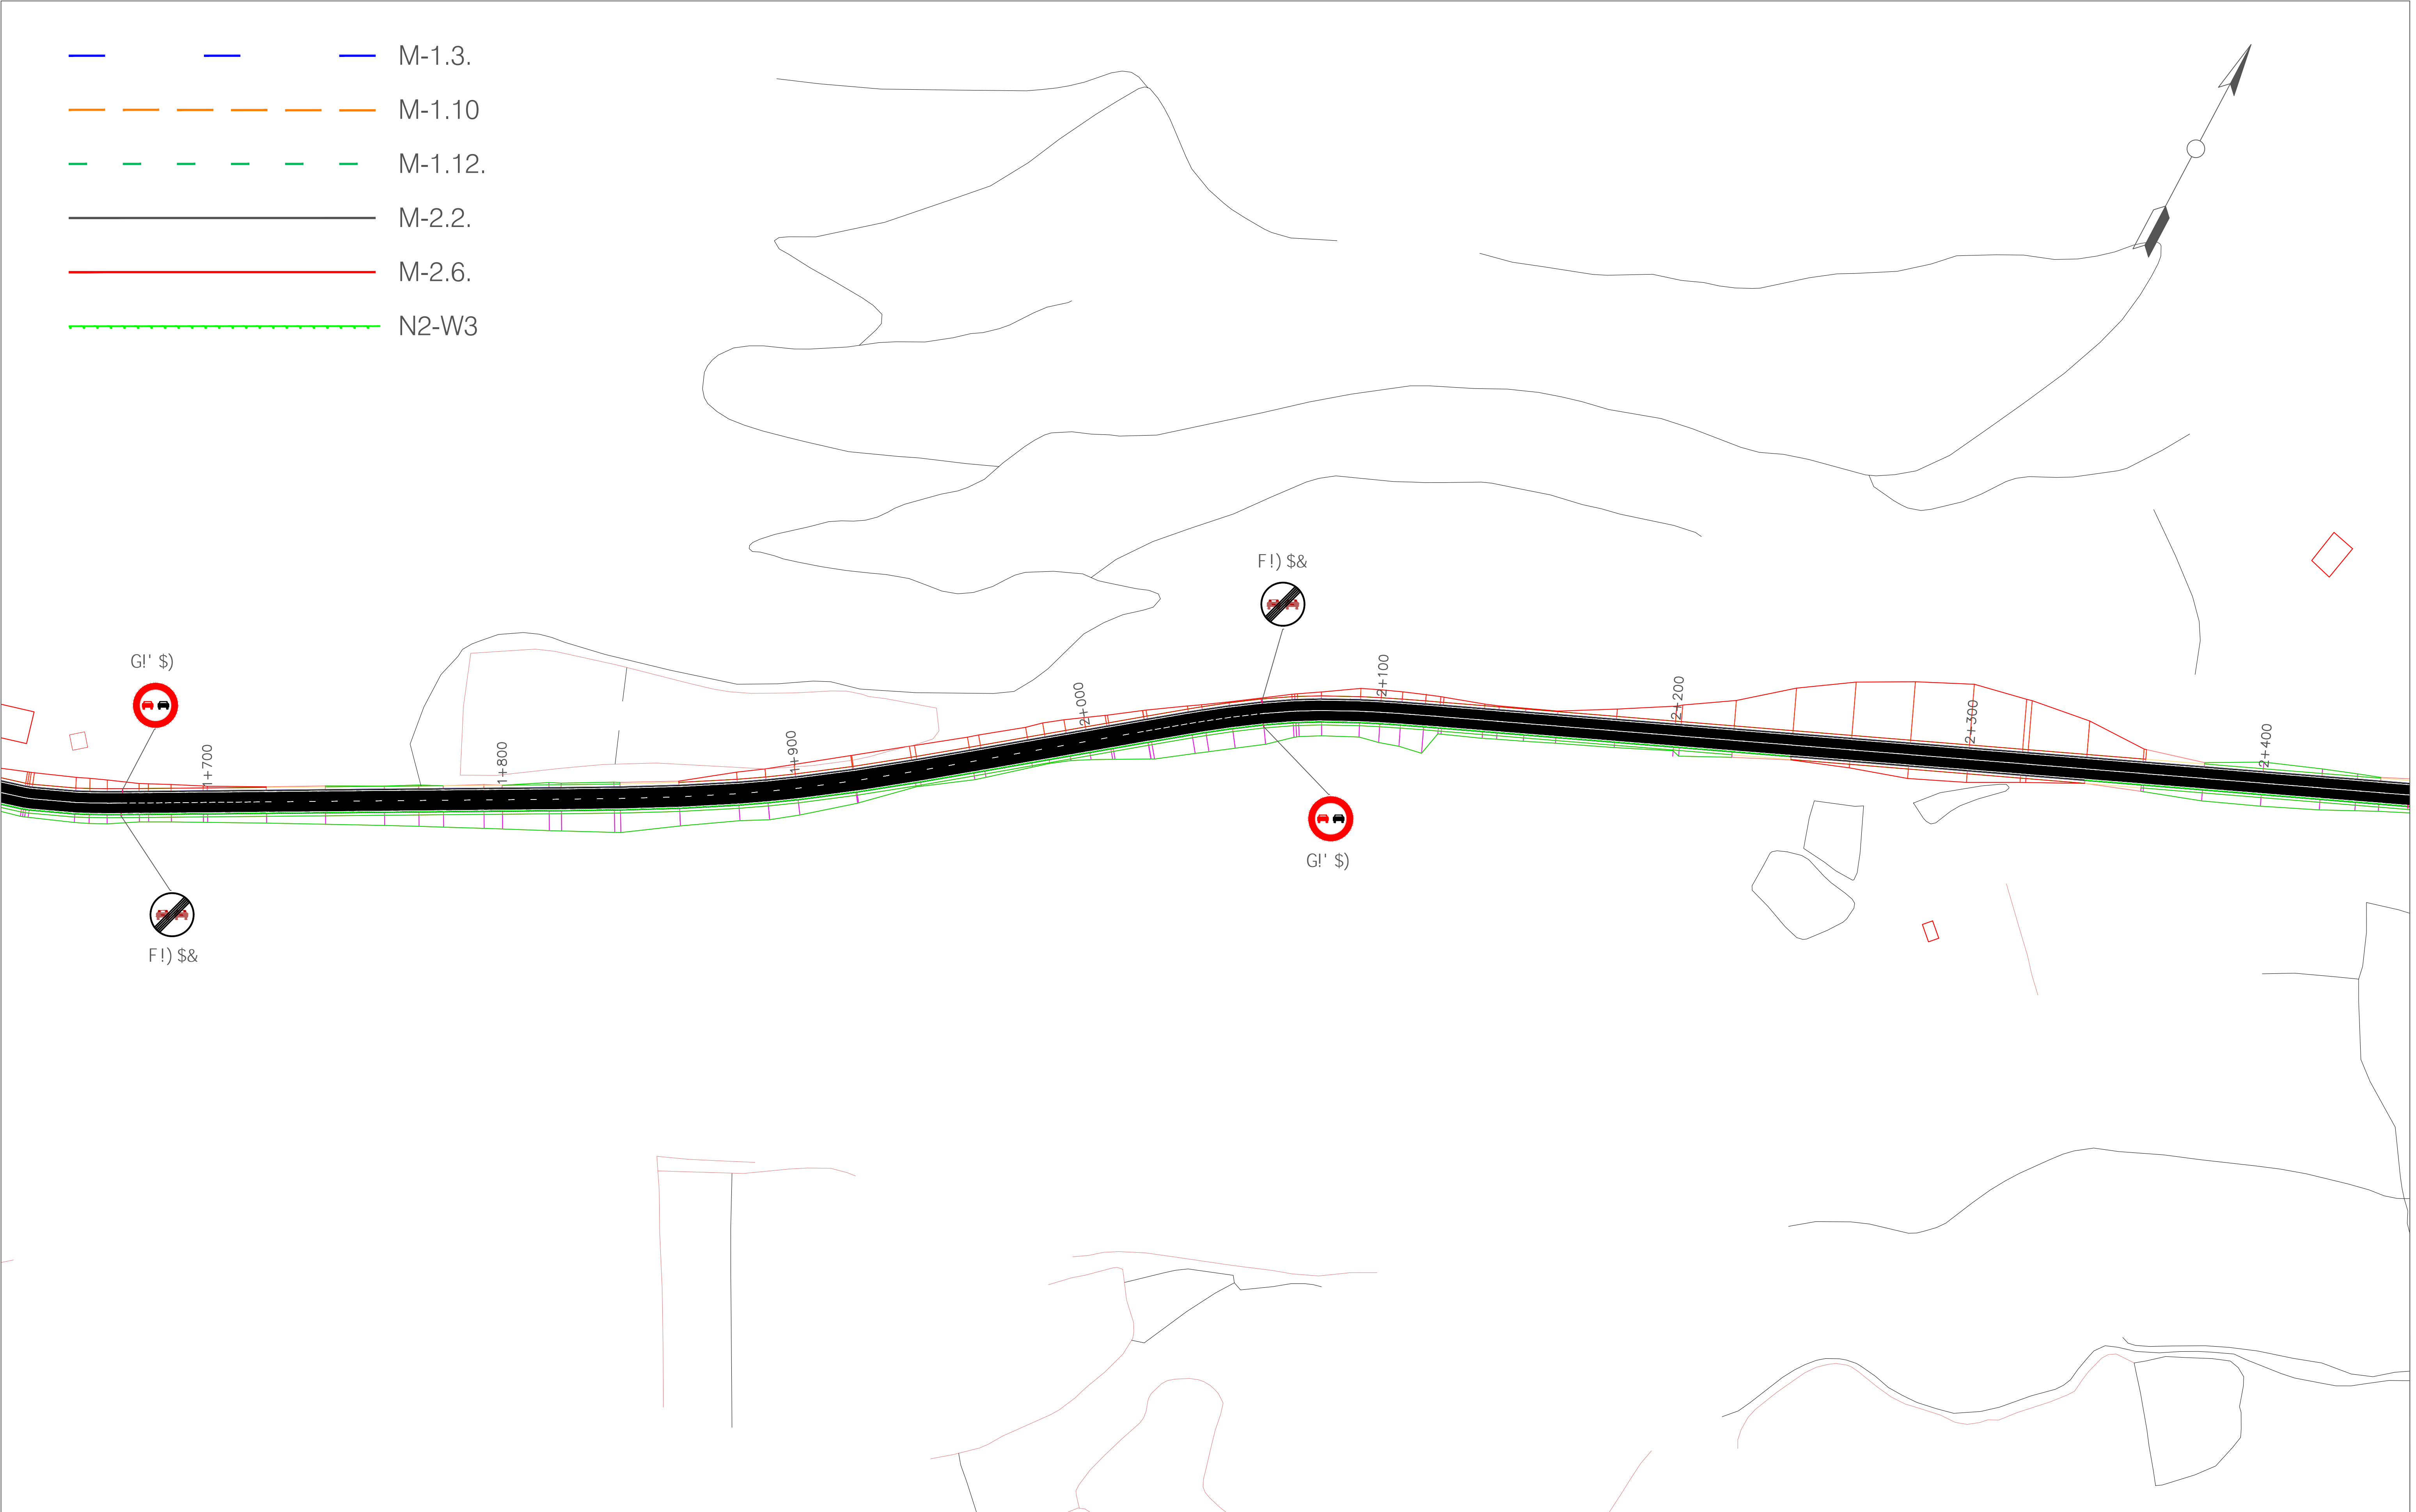 M-1.3.
M-1.10
M-1.12.
M-2.2.
M-2.6.
N2-W3
F!) $&
G!' $)
1+700
1+800
1+900
2+000
2+100
2+200
2+300
2+400
G!' $)
F!) $&